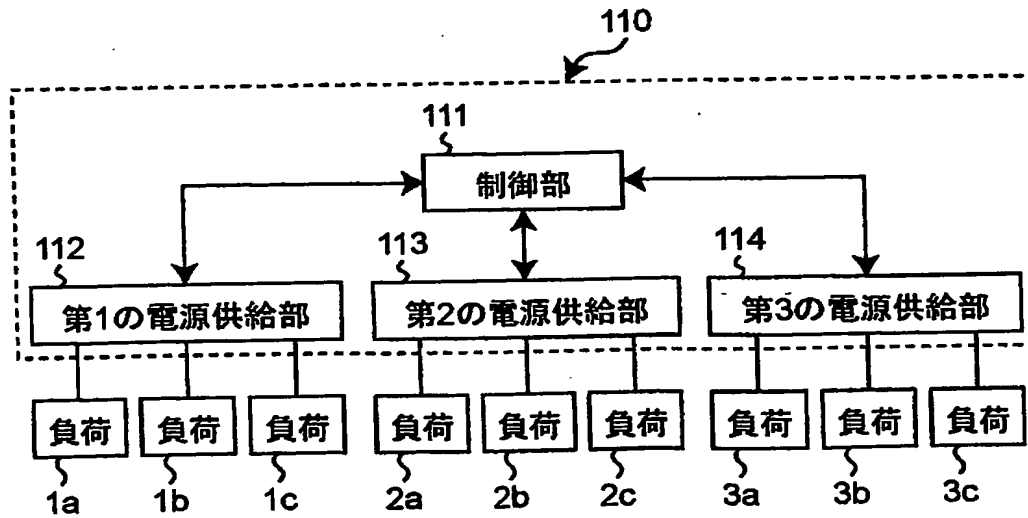 110
111
制御部
112
113
114
第1の電源供給部
第2の電源供給部
第3の電源供給部
負荷
負荷
負荷
負荷
負荷
負荷
負荷
負荷
負荷
1a
1b
1c
2a
2b
2c
3a
3b
3c